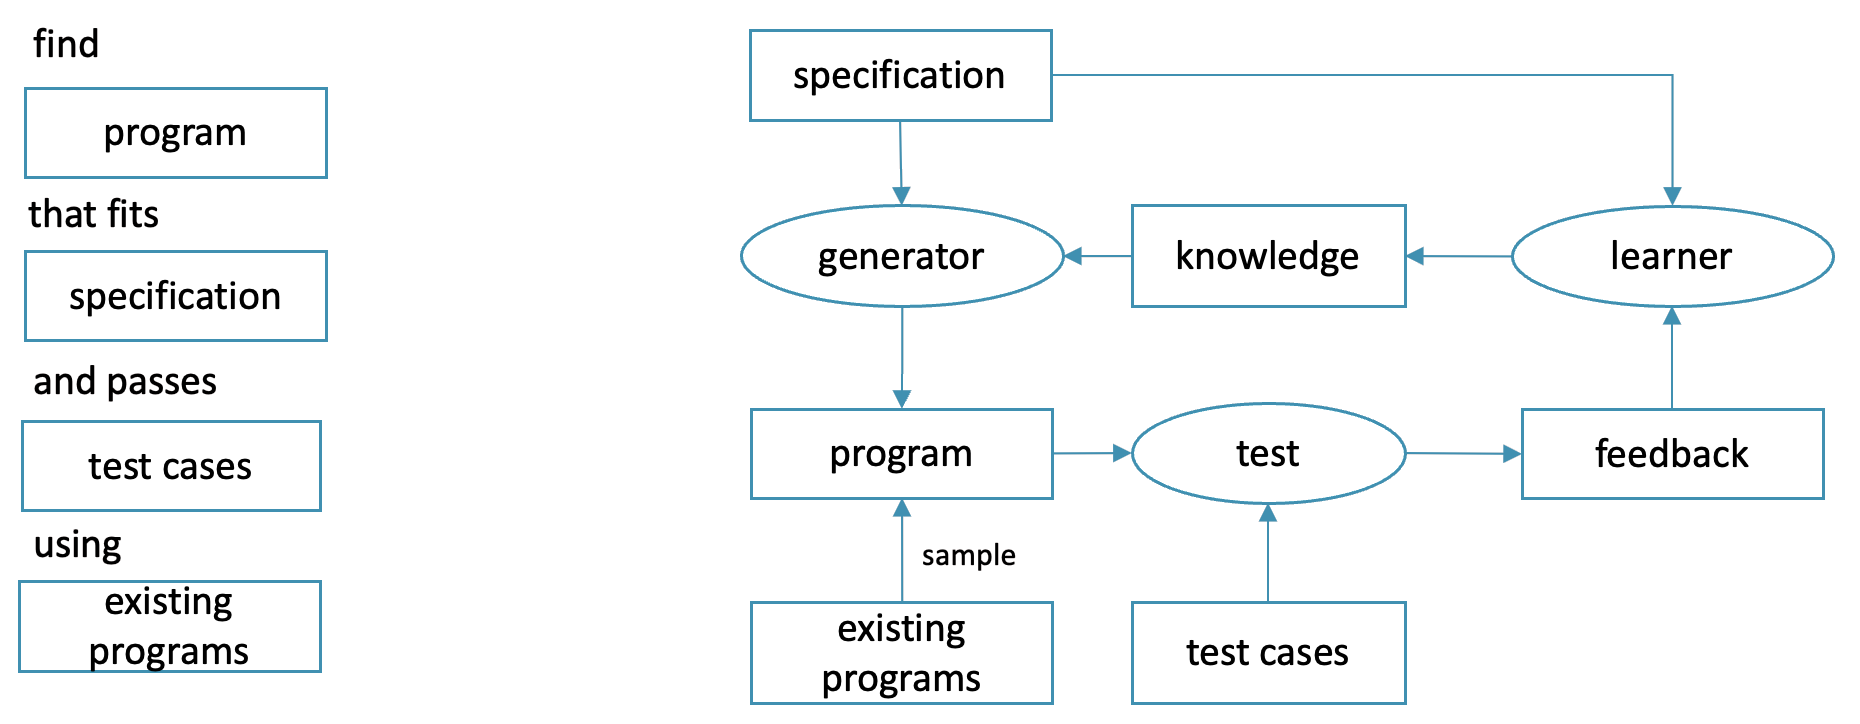 find
program
that fits
specification
and passes
test cases
using
existing
programs
specification
generator
knowledge
learner
program
test
feedback
sample
existing
programs
test cases